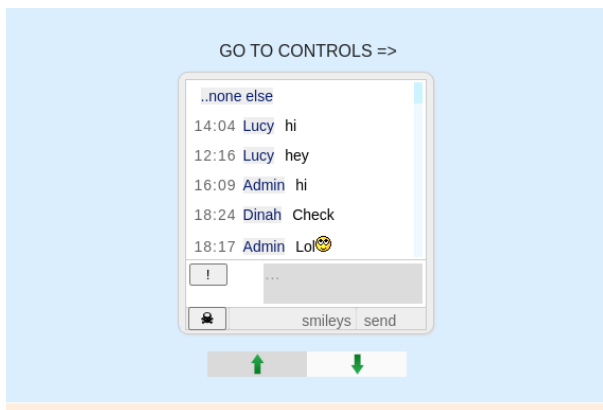 GO TO CONTROLS =>
..none else
14:04 Lucy hi
12:16 Lucy hey
16:09 Admin hi
18:24 Dinah Check
18:17 Admin Lol
!
...
smileys send